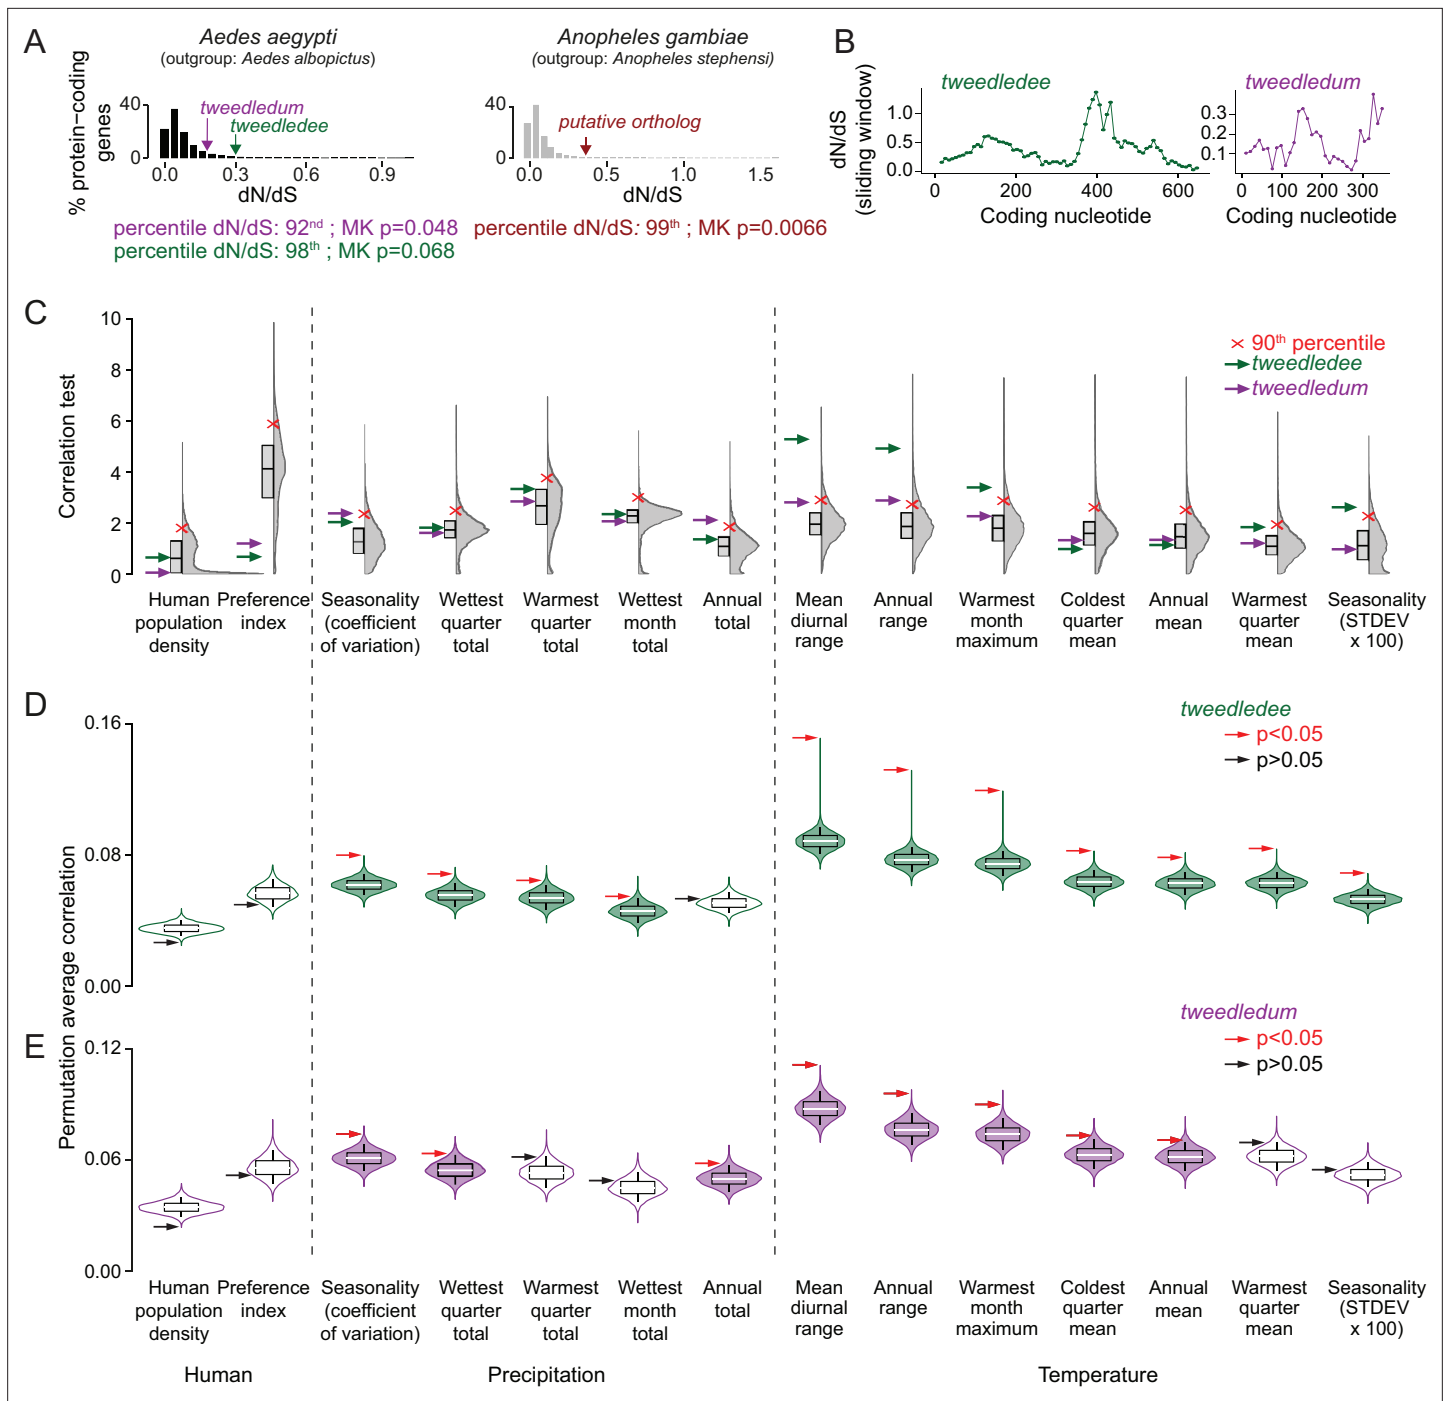 A
Aedes aegypti
(outgroup: Aedes albopictus)
Anopheles gambiae
(outgroup: Anopheles stephensi)
% protein−coding
genes
40
0
tweedledum
tweedledee
0.0
0.3
0.6
0.9
dN/dS
40
0
putative ortholog
0.0
0.5
1.0
1.5
dN/dS
percentile dN/dS: 92nd ; MK p=0.048
percentile dN/dS: 98th ; MK p=0.068
percentile dN/dS: 99th ; MK p=0.0066
B
dN/dS
(sliding window)
tweedledee
1.0
0.5
0.0
0
200
400
600
Coding nucleotide
tweedledum
0.3
0.2
0.1
0
100
200
300
Coding nucleotide
C
Correlation test
10
8
6
4
2
0
90th percentile
tweedledee
tweedledum
Human
population
density
Preference
index
Seasonality
(coefficient
of variation)
Wettest
quarter
total
Warmest
quarter
total
Wettest
month
total
Annual
total
Mean
diurnal
range
Annual
range
Warmest
month
maximum
Coldest
quarter
mean
Annual
mean
Warmest
quarter
mean
Seasonality
(STDEV
x 100)
D
Permutation average correlation
0.16
0.08
0.00
tweedledee
p<0.05
p>0.05
E
0.12
0.06
0.00
tweedledum
p<0.05
p>0.05
Human
population
density
Preference
index
Seasonality
(coefficient
of variation)
Wettest
quarter
total
Warmest
quarter
total
Wettest
month
total
Annual
total
Mean
diurnal
range
Annual
range
Warmest
month
maximum
Coldest
quarter
mean
Annual
mean
Warmest
quarter
mean
Seasonality
(STDEV
x 100)
Human
Precipitation
Temperature